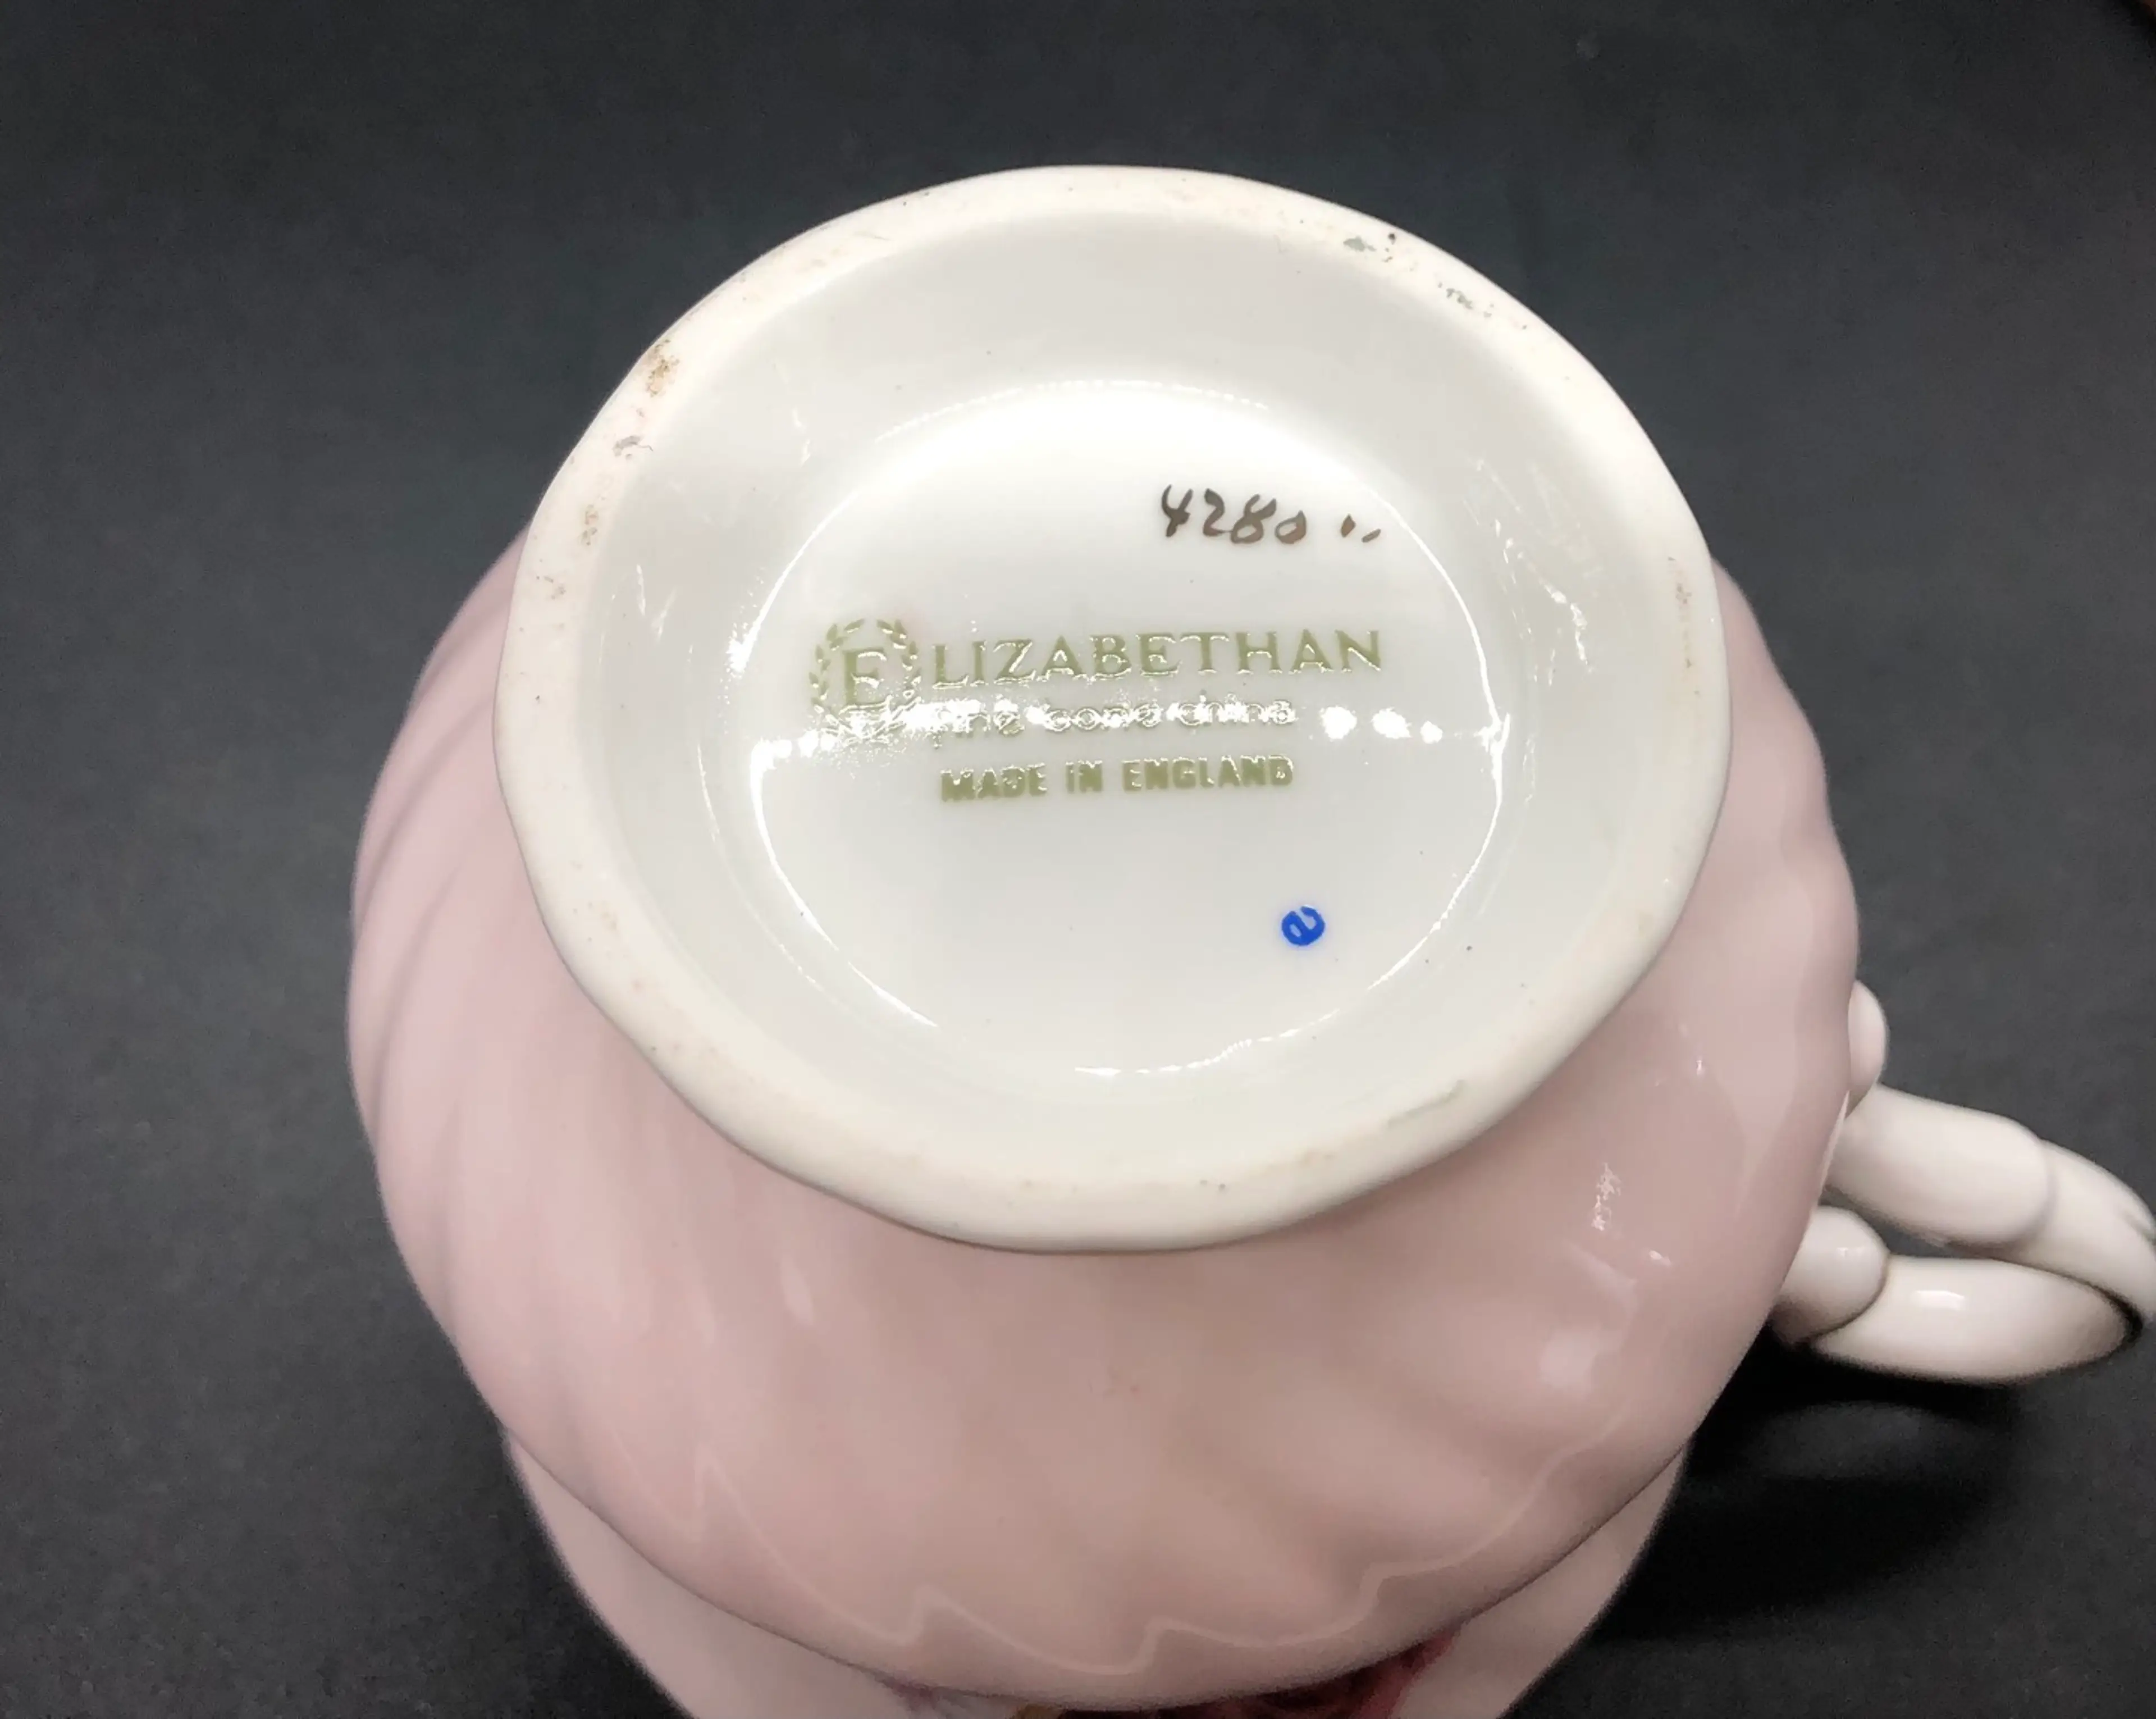 4280
ELIZABETHAN
fine bone china
MADE IN ENGLAND
e